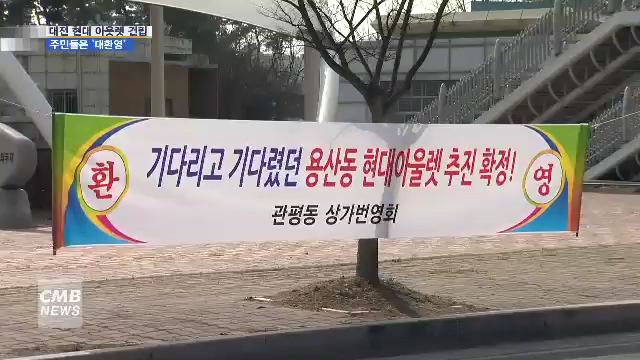 대전 현대 아웃렛 건립
주민들은 '대환영'
환 기다리고 기다렸던 용산동 현대아울렛 추진 확정! 영
관평동 상가번영회
CMB
NEWS